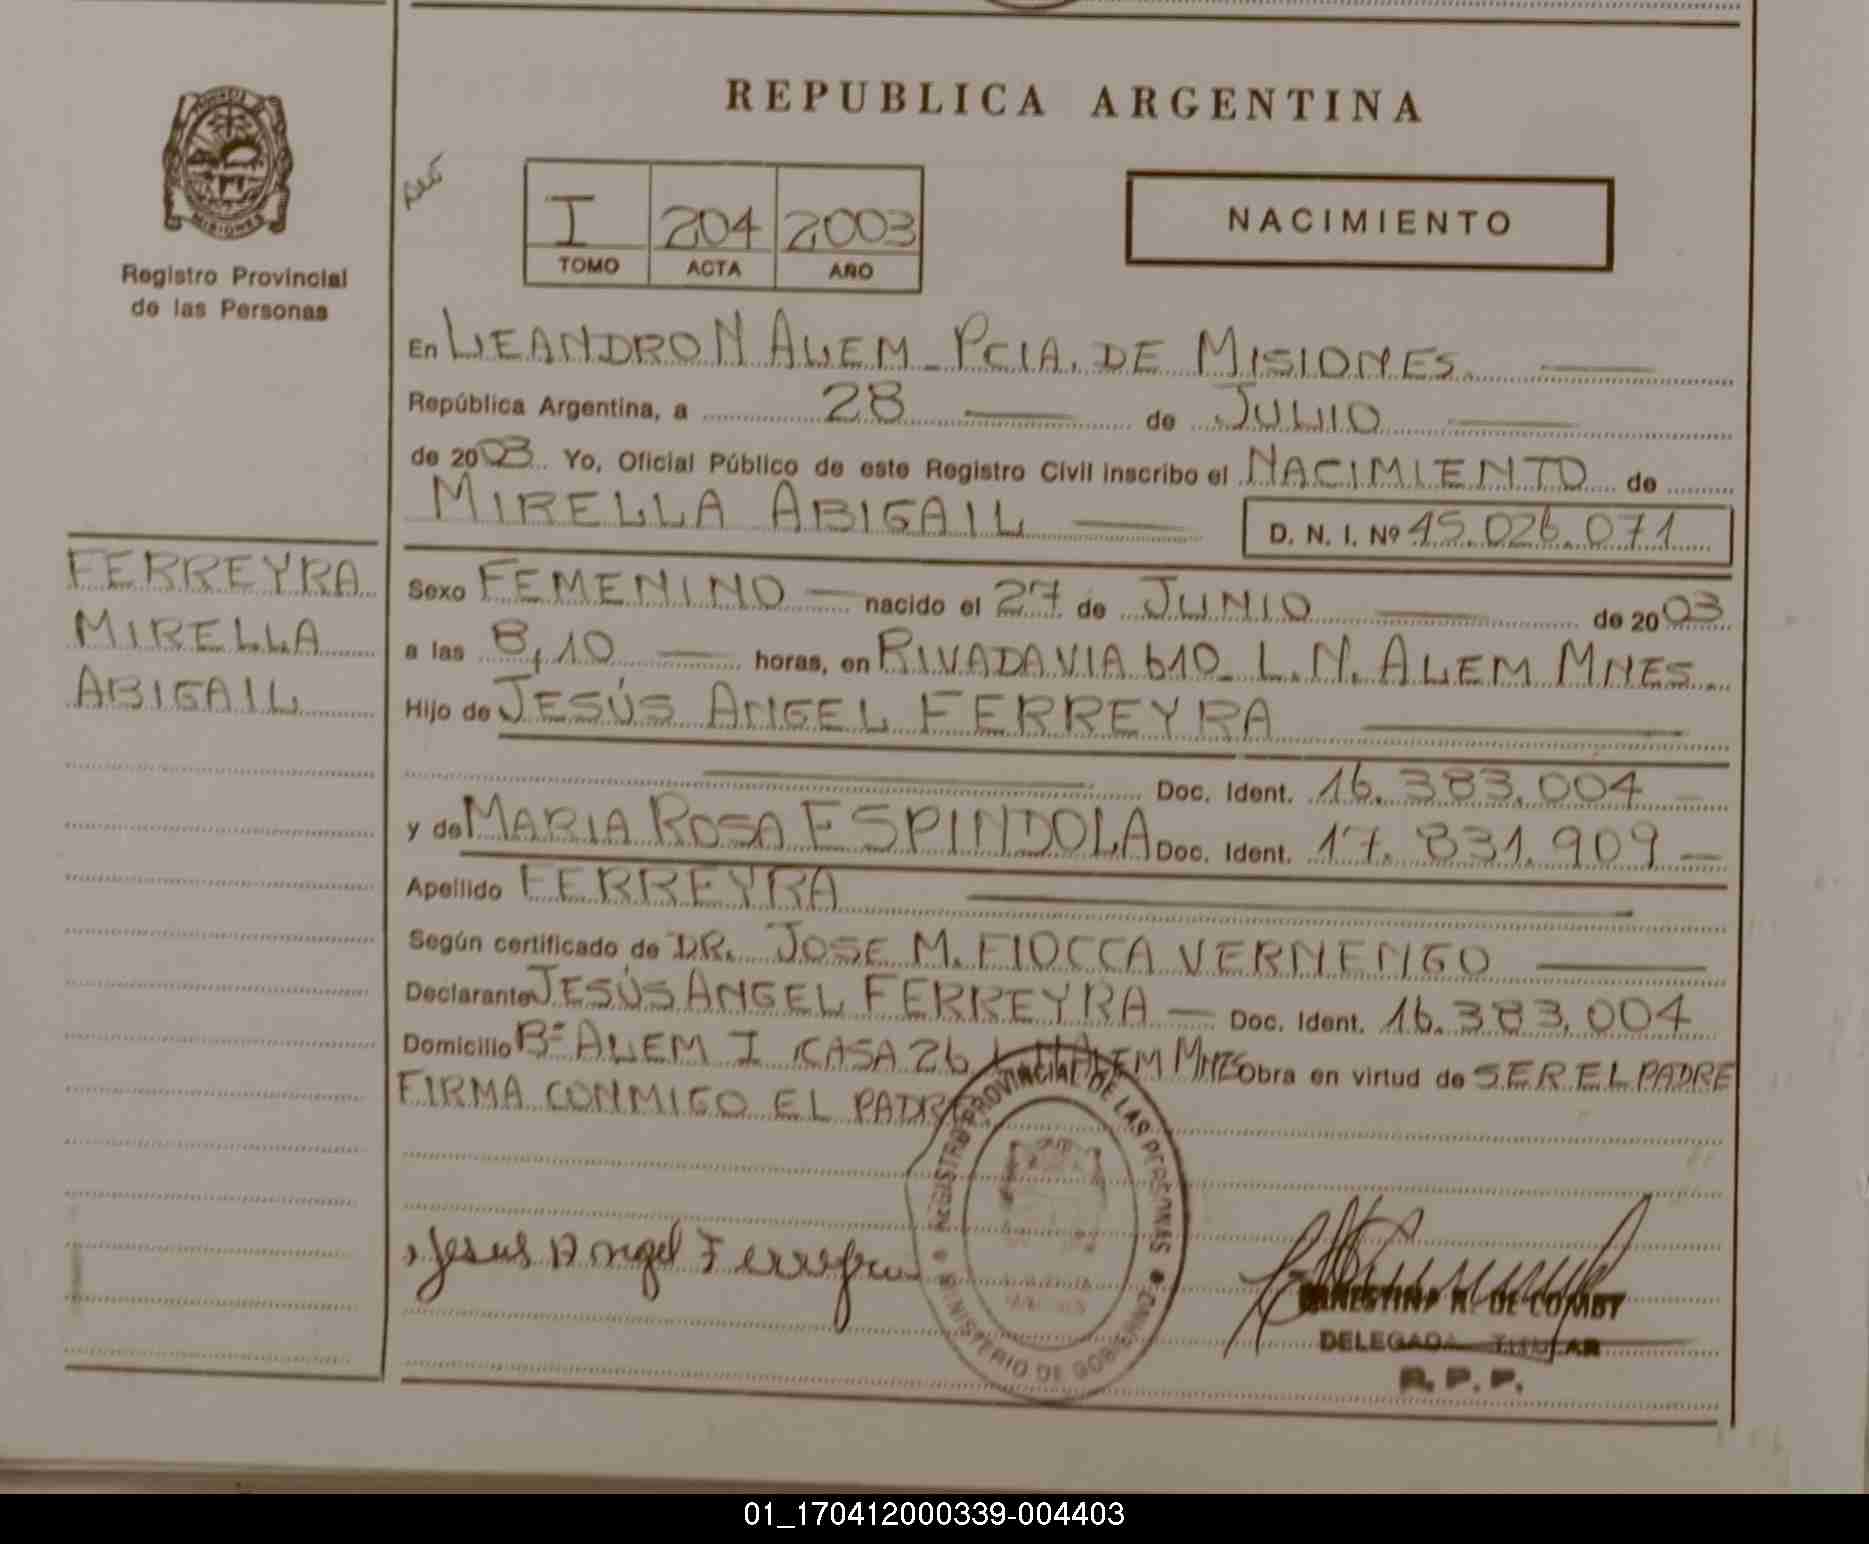 REPUBLICA ARGENTINA
MISIONES
Registro Provincial
de las Personas
I 204 2003
TOMO ACTA AÑO
NACIMIENTO
En LEANDRO N ALEM - PCIA. DE MISIONES.
República Argentina, a 28 de JULIO
de 2003 Yo, Oficial Público de este Registro Civil inscribo el NACIMIENTO de
MIRELLA ABIGAIL D. N. I. Nº 45.026.071
FERREYRA
MIRELLA
ABIGAIL
Sexo FEMENINO nacido el 27 de JUNIO de 2003
a las 8,10 horas, en RIVADAVIA 610 - L.N. ALEM MNES.
Hijo de JESÚS ANGEL FERREYRA
Doc. Ident. 16.383.004
y de MARIA ROSA ESPINDOLA Doc. Ident. 17.831.909
Apellido FERREYRA
Según certificado de DR. JOSE M. FIOCCA VERNENGO
Declarante JESÚS ANGEL FERREYRA Doc. Ident. 16.383.004
Domicilio Bº ALEM I CASA 26 L.N ALEM MNES Obra en virtud de SER EL PADRE
FIRMA CONMIGO EL PADRE
REGISTRO PROVINCIAL DE LAS PERSONAS
MINISTERIO DE GOBIERNO
Jesus Angel Ferreyra
DE COMBY
DELEGADA TITULAR
R. P. P.
01_170412000339-004403